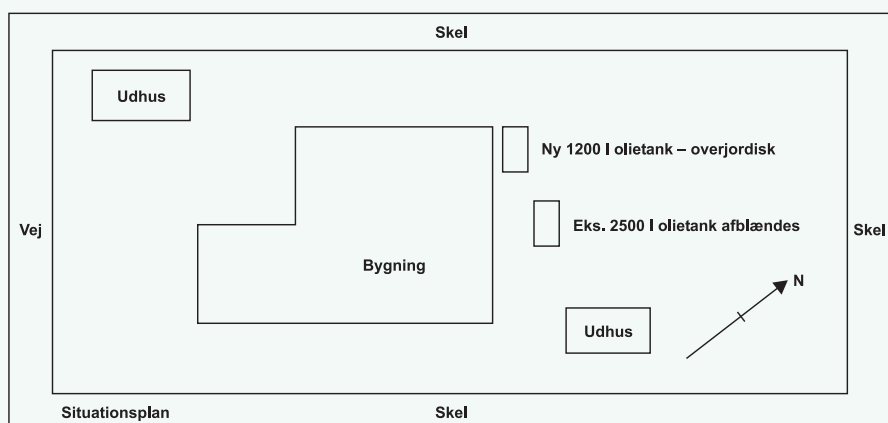 Skel
Udhus
Ny 1200 l olietank – overjordisk
Vej
Eks. 2500 l olietank afblændes
Skel
Bygning
N
Udhus
Situationsplan
Skel